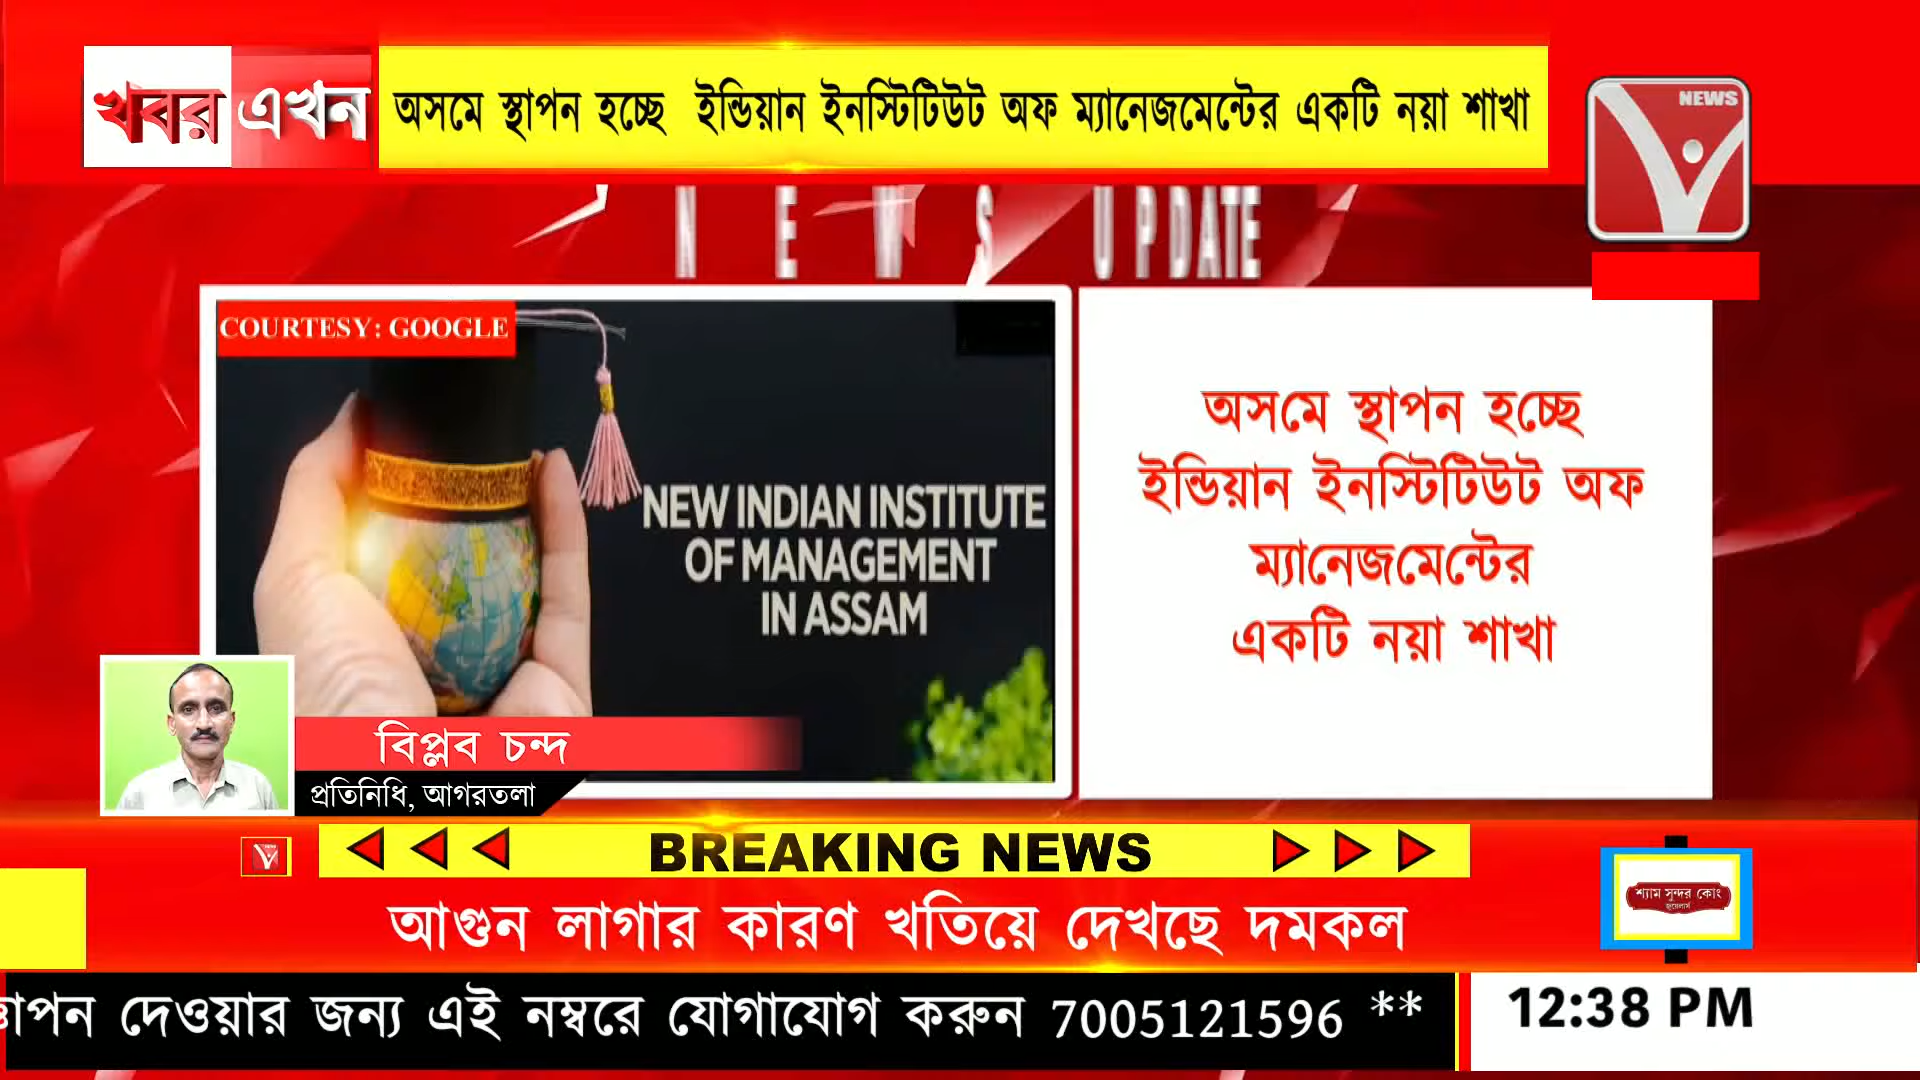 খবর এখন
অসমে স্থাপন হচ্ছে ইন্ডিয়ান ইনস্টিটিউট অফ ম্যানেজমেন্টের একটি নয়া শাখা
NEWS
NEWS UPDATE
COURTESY: GOOGLE
NEW INDIAN INSTITUTE
OF MANAGEMENT
IN ASSAM
অসমে স্থাপন হচ্ছে
ইন্ডিয়ান ইনস্টিটিউট অফ
ম্যানেজমেন্টের
একটি নয়া শাখা
বিপ্লব চন্দ
প্রতিনিধি, আগরতলা
BREAKING NEWS
আগুন লাগার কারণ খতিয়ে দেখছে দমকল
শ্যাম সুন্দর কোং
জুয়েলার্স
দেওয়ার জন্য এই নম্বরে যোগাযোগ করুন 7005121596 **
12:38 PM